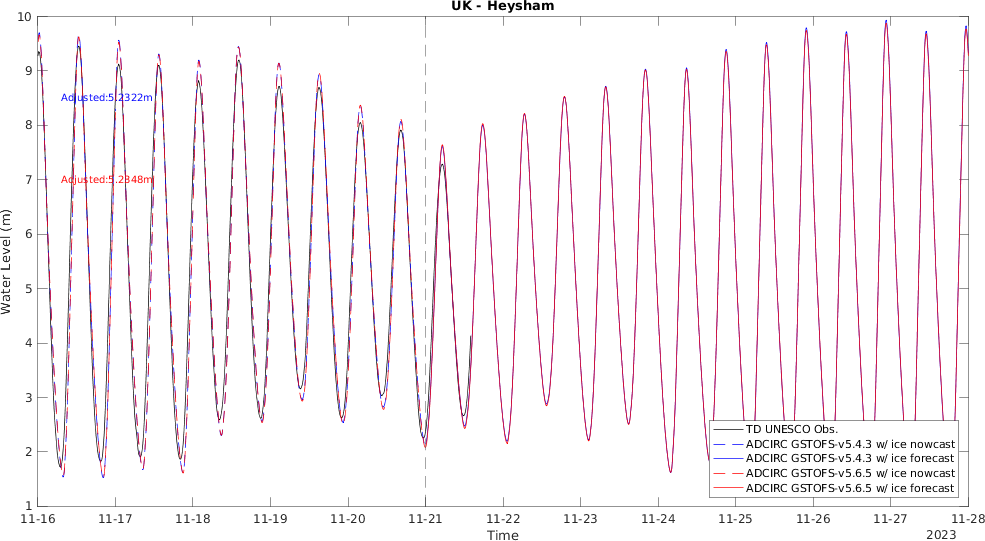 UK - Heysham
10
9
8
7
6
5
4
3
2
1
Water Level (m)
Adjusted:5.2322m
Adjusted:5.2348m
TD UNESCO Obs.
ADCIRC GSTOFS-v5.4.3 w/ ice nowcast
ADCIRC GSTOFS-v5.4.3 w/ ice forecast
ADCIRC GSTOFS-v5.6.5 w/ ice nowcast
ADCIRC GSTOFS-v5.6.5 w/ ice forecast
11-16 11-17 11-18 11-19 11-20 11-21 11-22 11-23 11-24 11-25 11-26 11-27 11-28
Time
2023